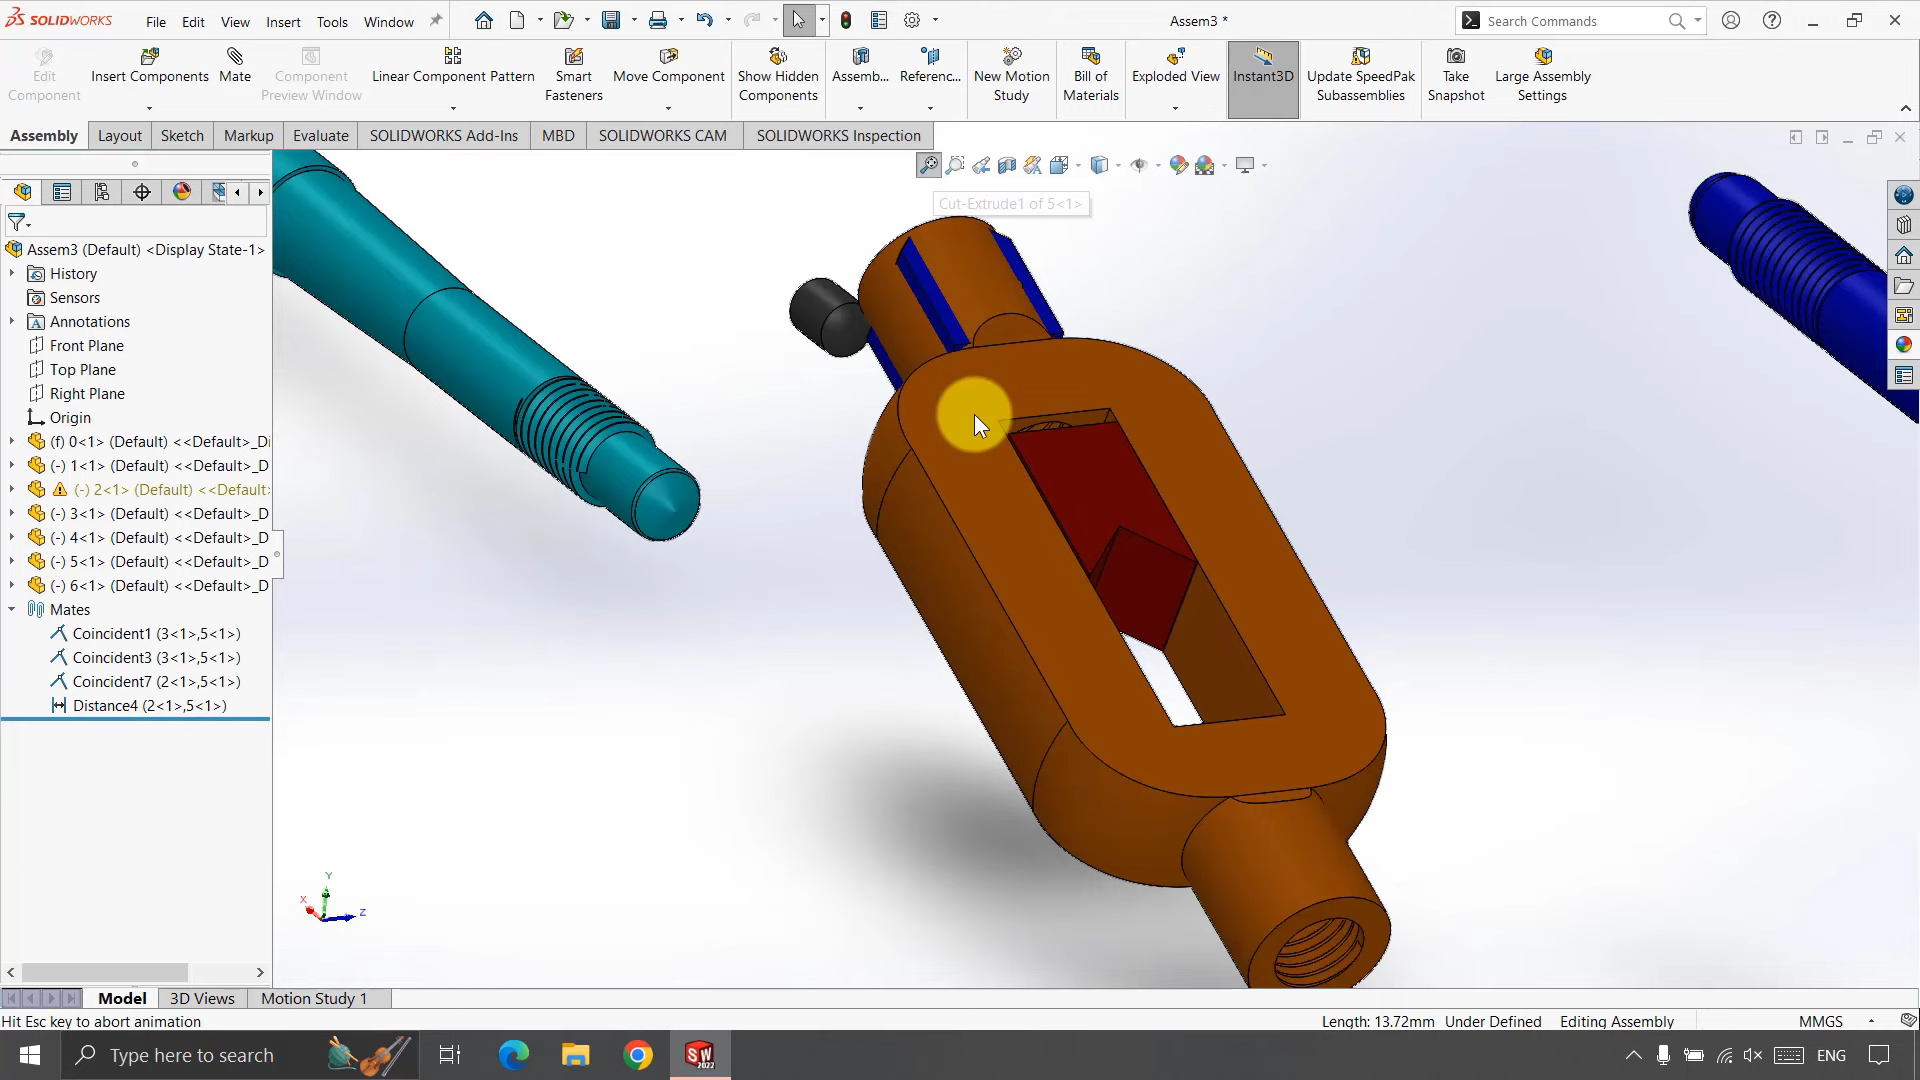 SOLIDWORKS
File Edit View Insert Tools Window
Assem3 *
Search Commands
Edit Component
Insert Components
Mate
Component Preview Window
Linear Component Pattern
Smart Fasteners
Move Component
Show Hidden Components
Assemb...
Referenc...
New Motion Study
Bill of Materials
Exploded View
Instant3D
Update SpeedPak Subassemblies
Take Snapshot
Large Assembly Settings
Assembly Layout Sketch Markup Evaluate SOLIDWORKS Add-Ins MBD SOLIDWORKS CAM SOLIDWORKS Inspection
Cut-Extrude1 of 5<1>
Assem3 (Default) <Display State-1>
History
Sensors
Annotations
Front Plane
Top Plane
Right Plane
Origin
(f) 0<1> (Default) <<Default>_Di
(-) 1<1> (Default) <<Default>_D
(-) 2<1> (Default) <<Default>
(-) 3<1> (Default) <<Default>_D
(-) 4<1> (Default) <<Default>_D
(-) 5<1> (Default) <<Default>_D
(-) 6<1> (Default) <<Default>_D
Mates
Coincident1 (3<1>,5<1>)
Coincident3 (3<1>,5<1>)
Coincident7 (2<1>,5<1>)
Distance4 (2<1>,5<1>)
Y
X
Z
Model 3D Views Motion Study 1
Hit Esc key to abort animation
Length: 13.72mm Under Defined Editing Assembly MMGS
Type here to search
SW 2022
ENG